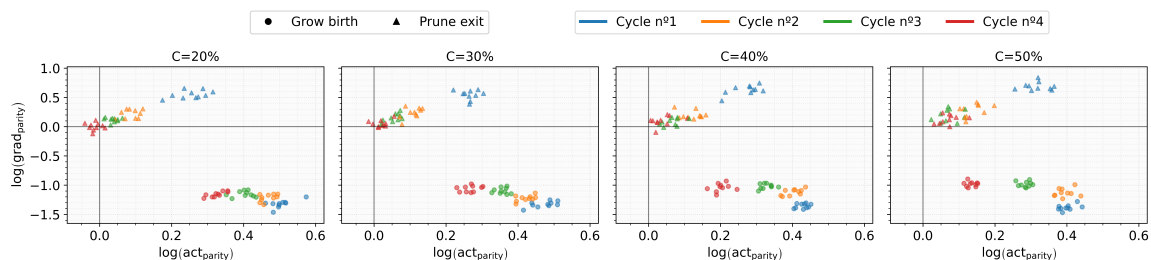 Grow birth Prune exit Cycle nº1 Cycle nº2 Cycle nº3 Cycle nº4
C=20% C=30% C=40% C=50%
log(grad_parity)
1.0
0.5
0.0
−0.5
−1.0
−1.5
0.0 0.2 0.4 0.6 0.0 0.2 0.4 0.6 0.0 0.2 0.4 0.6 0.0 0.2 0.4 0.6
log(act_parity) log(act_parity) log(act_parity) log(act_parity)